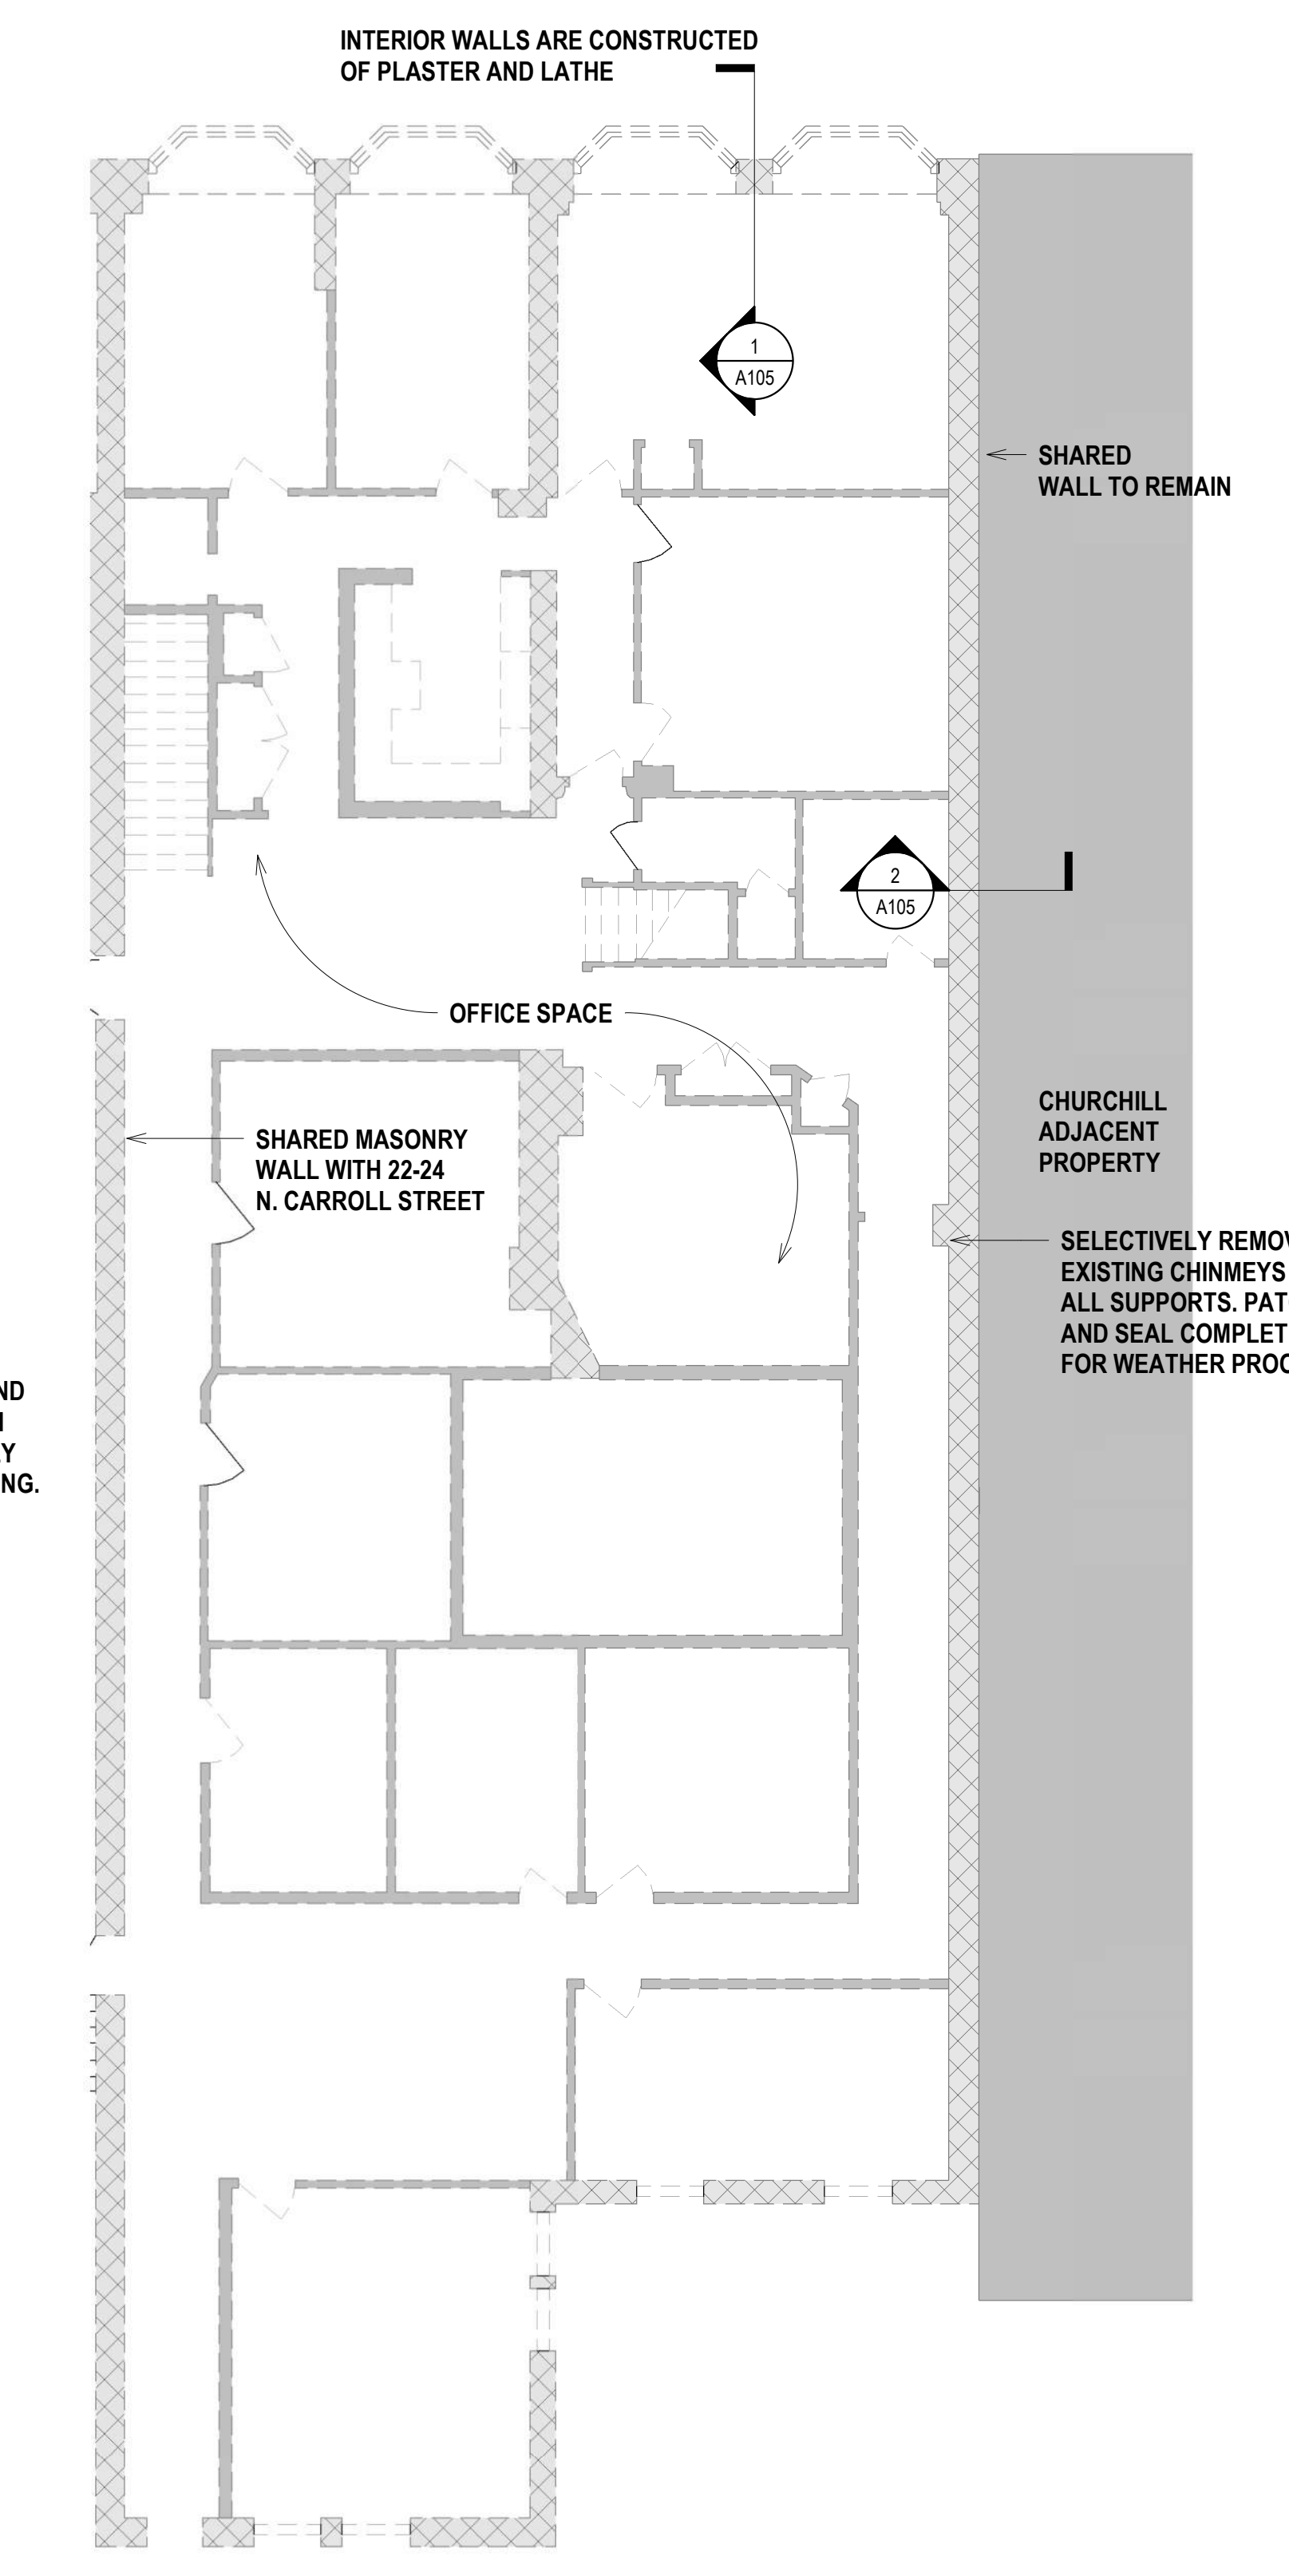 INTERIOR WALLS ARE CONSTRUCTED
OF PLASTER AND LATHE
1
A105
SHARED
WALL TO REMAIN
2
A105
OFFICE SPACE
CHURCHILL
ADJACENT
PROPERTY
SHARED MASONRY
WALL WITH 22-24
N. CARROLL STREET
SELECTIVELY
EXISTING CHINMEYS
ALL SUPPORTS.
AND SEAL
FOR WEATHER